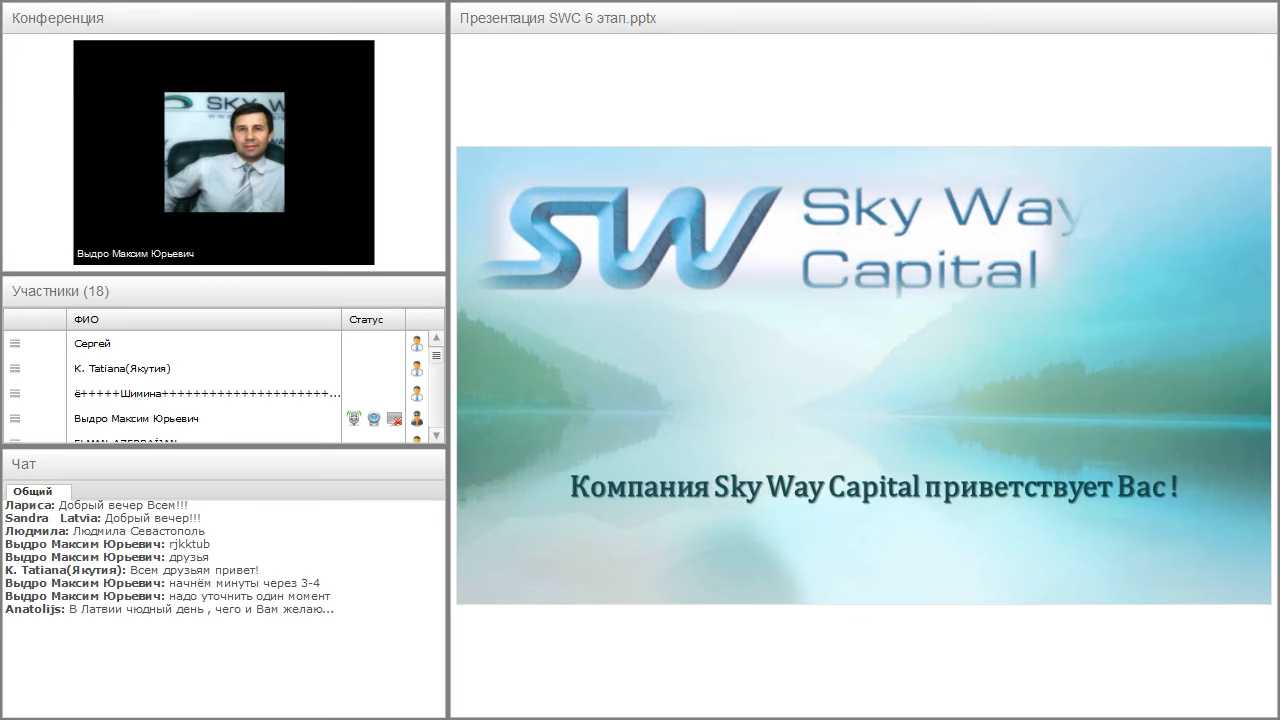 Конференция
SKY W
Выдро Максим Юрьевич
Участники (18)
ФИО
Статус
Сергей
K. Tatiana(Якутия)
ё+++++Шимина+++++++++++++++++++++...
Выдро Максим Юрьевич
Чат
Общий
Лариса: Добрый вечер Всем!!!
Sandra Latvia: Добрый вечер!!!
Людмила: Людмила Севастополь
Выдро Максим Юрьевич: rjkktub
Выдро Максим Юрьевич: друзья
K. Tatiana(Якутия): Всем друзьям привет!
Выдро Максим Юрьевич: начнём минуты через 3-4
Выдро Максим Юрьевич: надо уточнить один момент
Anatolijs: В Латвии чюдный день , чего и Вам желаю...
Презентация SWC 6 этап.pptx
SW Sky Way
Capital
Компания Sky Way Capital приветствует Вас !